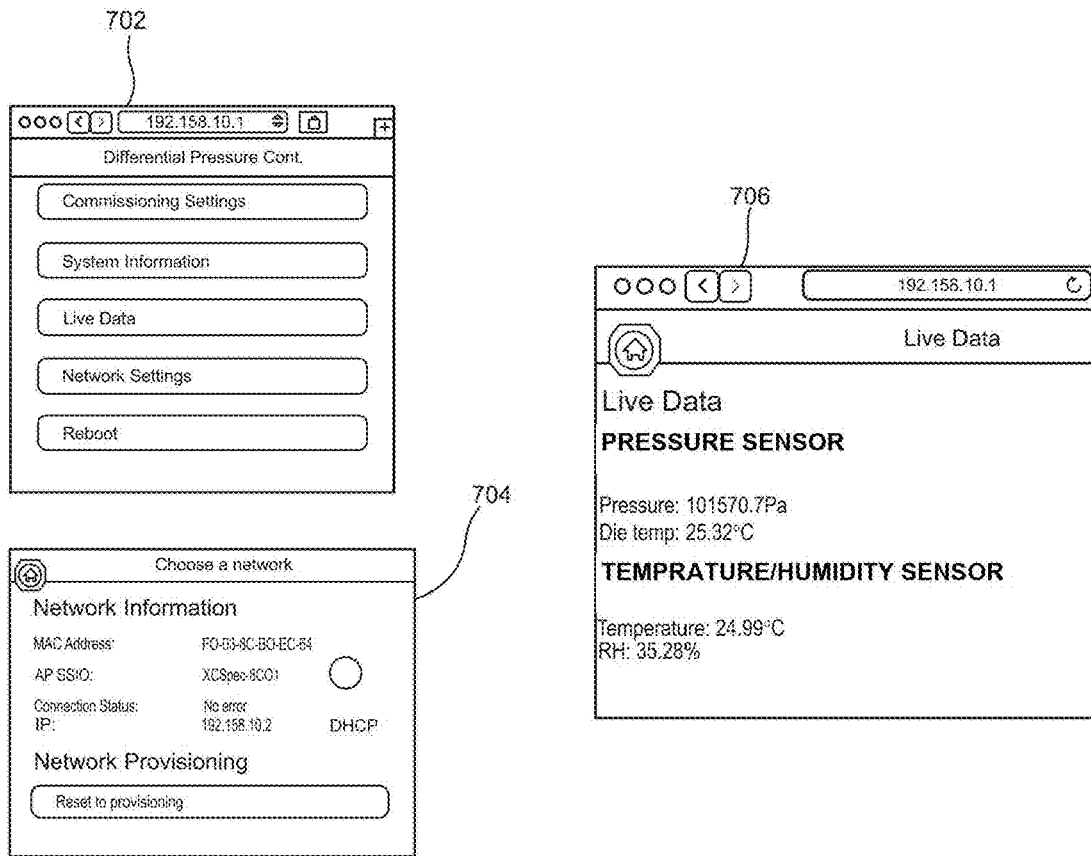 702
192.158.10.1
Differential Pressure Cont.
Commissioning Settings
System Information
Live Data
Network Settings
Reboot
704
Choose a network
Network Information
MAC Address:
AP SSIO: XCSpec-8CO1
Connection Status: No error
IP: 192.158.10.2 DHCP
Network Provisioning
Reset to provisioning
706
192.158.10.1
Live Data
Live Data
PRESSURE SENSOR
Pressure: 101570.7Pa
Die temp: 25.32°C
TEMPRATURE/HUMIDITY SENSOR
Temperature: 24.99°C
RH: 35.28%